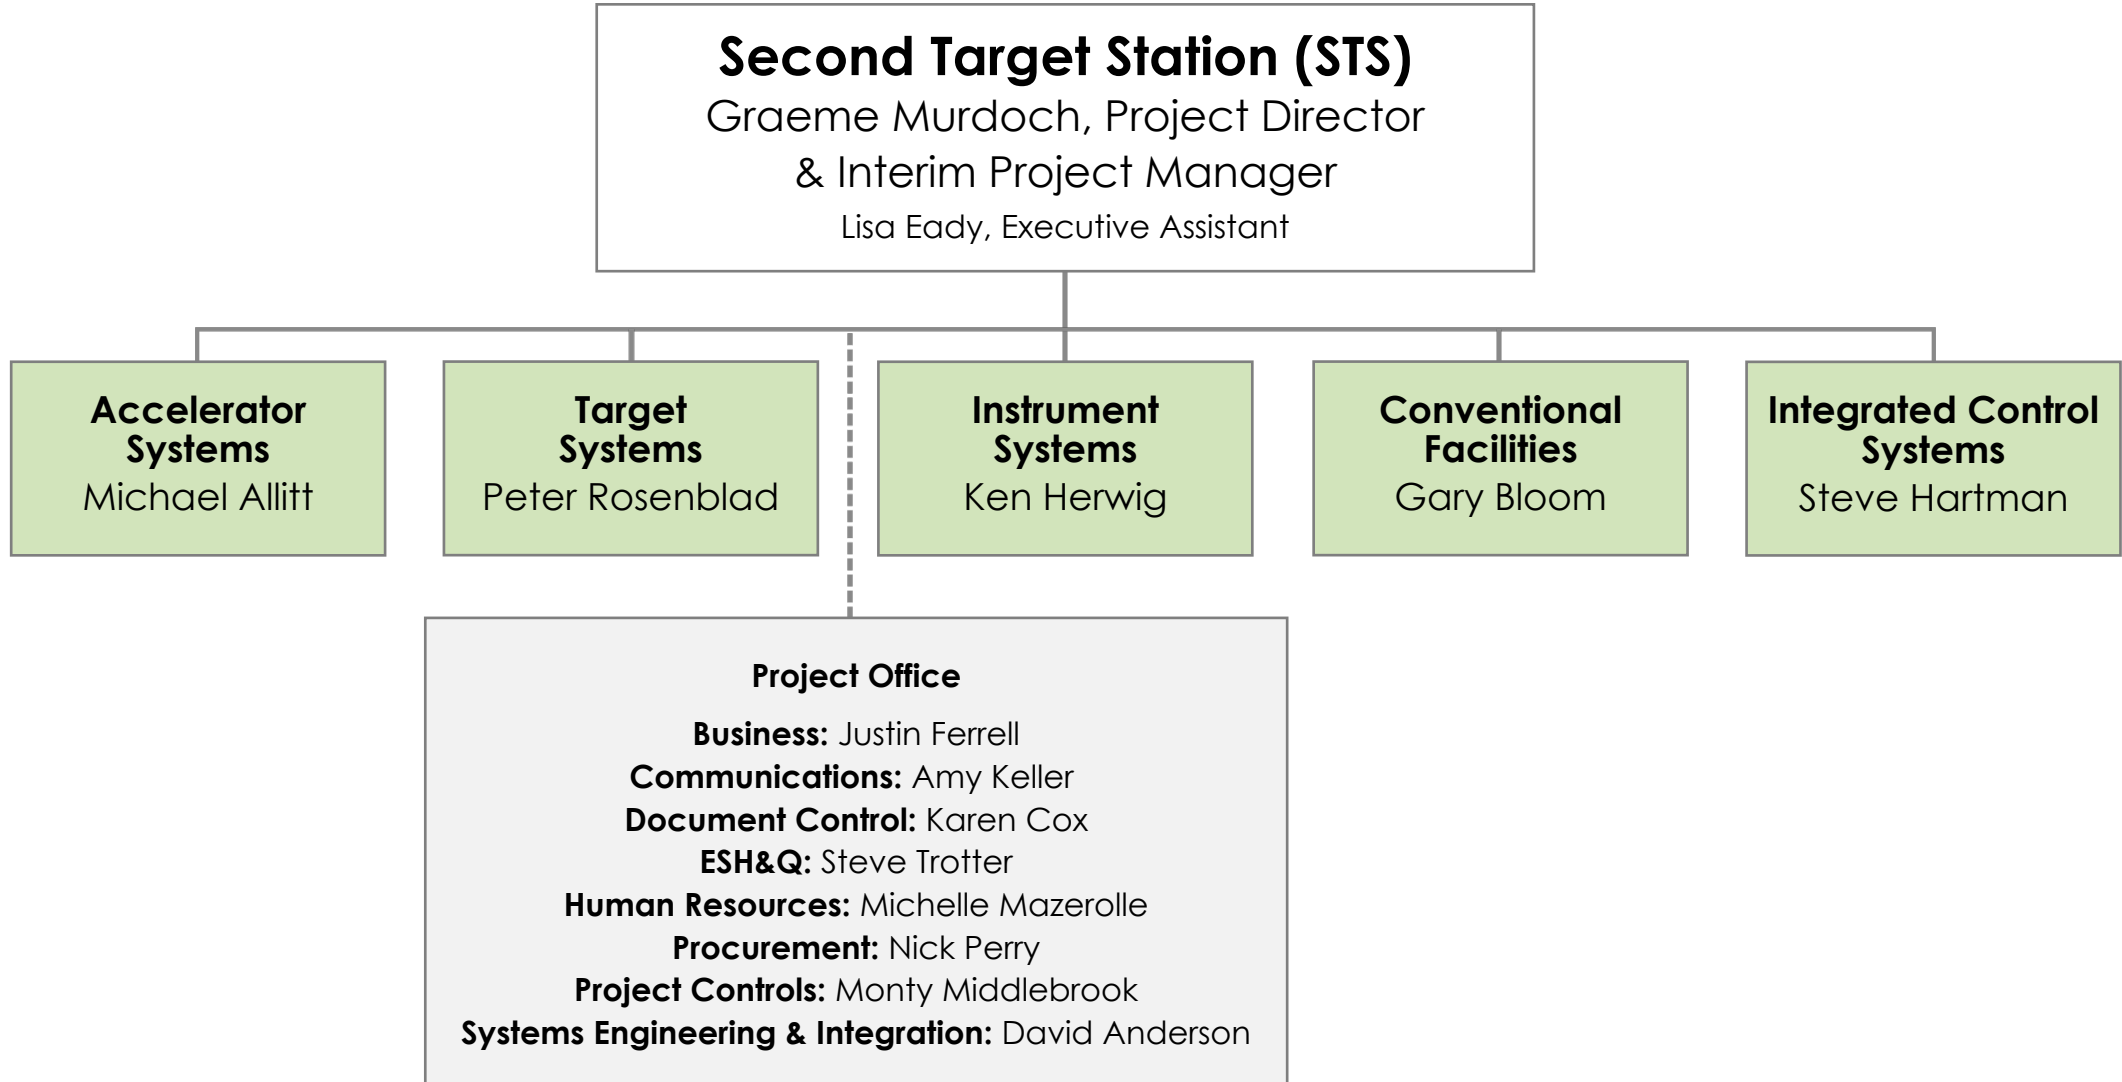 Second Target Station (STS)
Graeme Murdoch, Project Director
& Interim Project Manager
Lisa Eady, Executive Assistant
Accelerator
Systems
Michael Allitt
Target
Systems
Peter Rosenblad
Instrument
Systems
Ken Herwig
Conventional
Facilities
Gary Bloom
Integrated Control
Systems
Steve Hartman
Project Office
Business: Justin Ferrell
Communications: Amy Keller
Document Control: Karen Cox
ESH&Q: Steve Trotter
Human Resources: Michelle Mazerolle
Procurement: Nick Perry
Project Controls: Monty Middlebrook
Systems Engineering & Integration: David Anderson